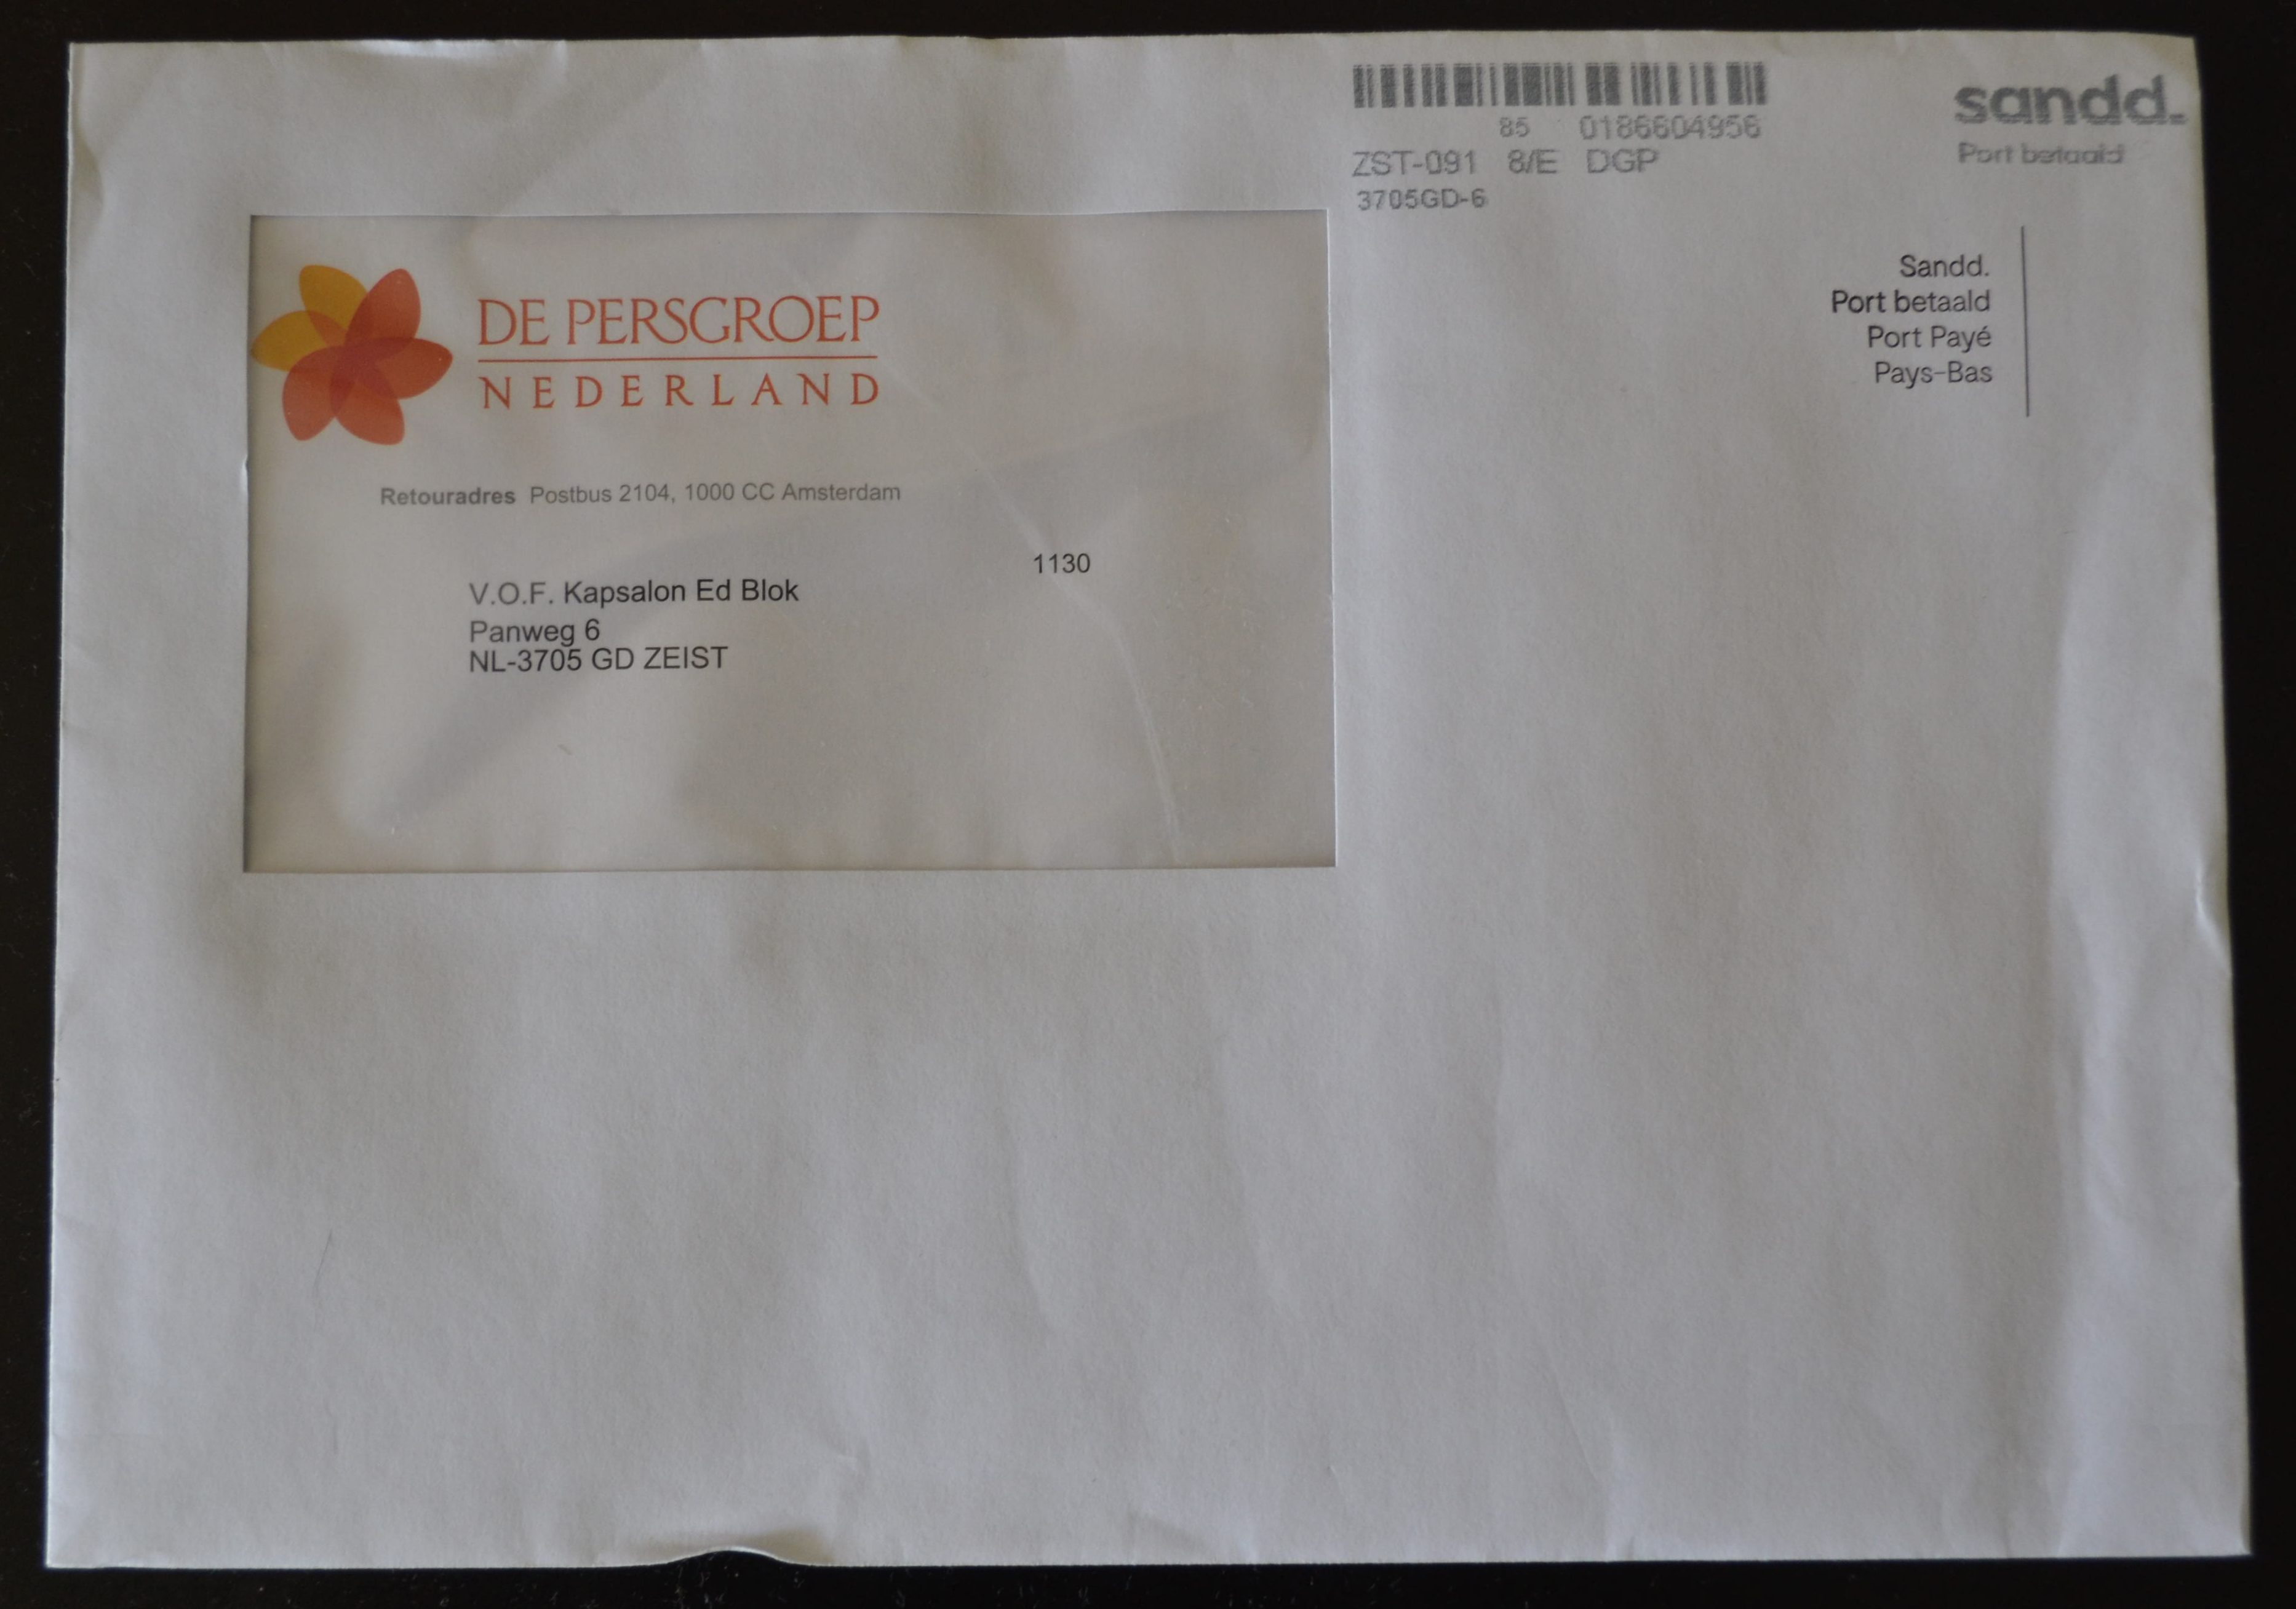 85 0186604956
ZST-091 8/E DGP
3705GD-6
sandd.
Port betaald
Sandd.
Port betaald
Port Payé
Pays-Bas
DE PERSGROEP
NEDERLAND
Retouradres Postbus 2104, 1000 CC Amsterdam
1130
V.O.F. Kapsalon Ed Blok
Panweg 6
NL-3705 GD ZEIST